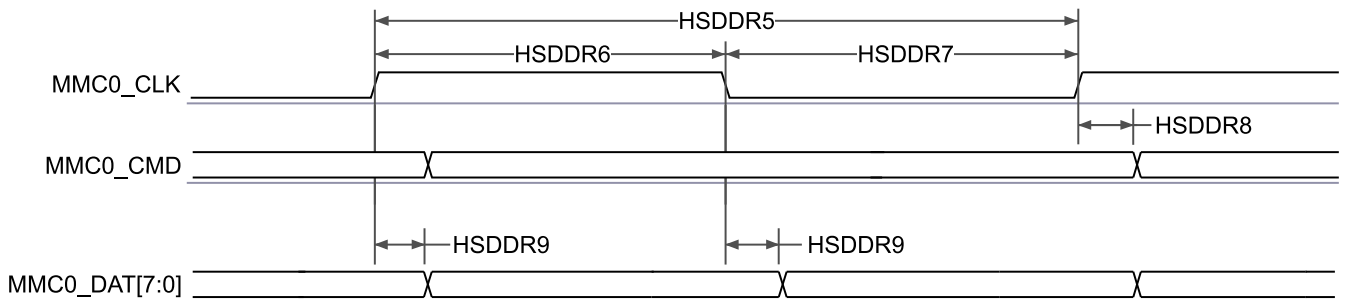 HSDDR5
HSDDR6 HSDDR7
MMC0_CLK
HSDDR8
MMC0_CMD
HSDDR9 HSDDR9
MMC0_DAT[7:0]